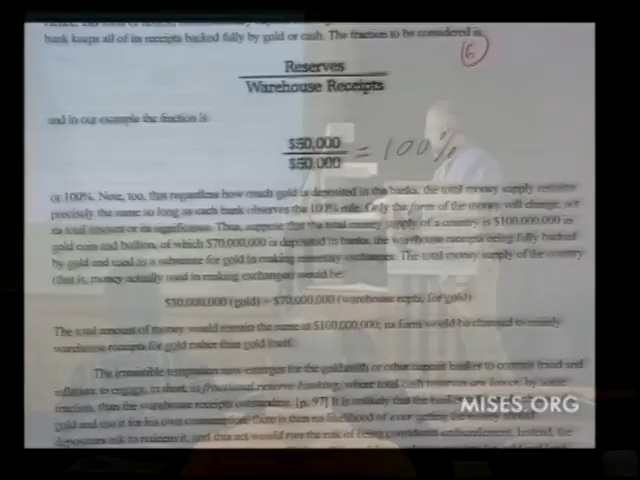 bank keeps all of its receipts backed fully by gold or cash. The fraction to be considered is
6
Reserves
Warehouse Receipts
and in our example the fraction is
$50,000
$50,000
= 100%
or 100%. Note, too, that regardless how much gold is deposited in the banks, the total money supply remains
precisely the same so long as each bank observes the 100% rule. Only the form of the money will change, not
its total amount or its significance. Thus, suppose that the total money supply of a country is $100,000,000 in
gold coin and bullion, of which $70,000,000 is deposited in banks, the warehouse receipts being fully backed
by gold and used as a substitute for gold in making monetary exchanges. The total money supply of the country
(that is, money actually used in making exchanges) would be:
$30,000,000 (gold) + $70,000,000 (warehouse rcpts. for gold)
The total amount of money would remain the same at $100,000,000; its form would be changed to mainly
warehouse receipts for gold rather than gold itself.
The irresistible temptation now emerges for the goldsmith or other banker to commit fraud and
inflation: to engage, in short, in fractional reserve banking, where total cash reserves are lower, by some
fraction, than the warehouse receipts outstanding. [p. 97] It is unlikely that the banker will
gold and use it for his own consumption; there is then no likelihood of ever getting the money
depositors ask to redeem it, and this act would run the risk of being considered embezzlement. Instead, the
MISES.ORG